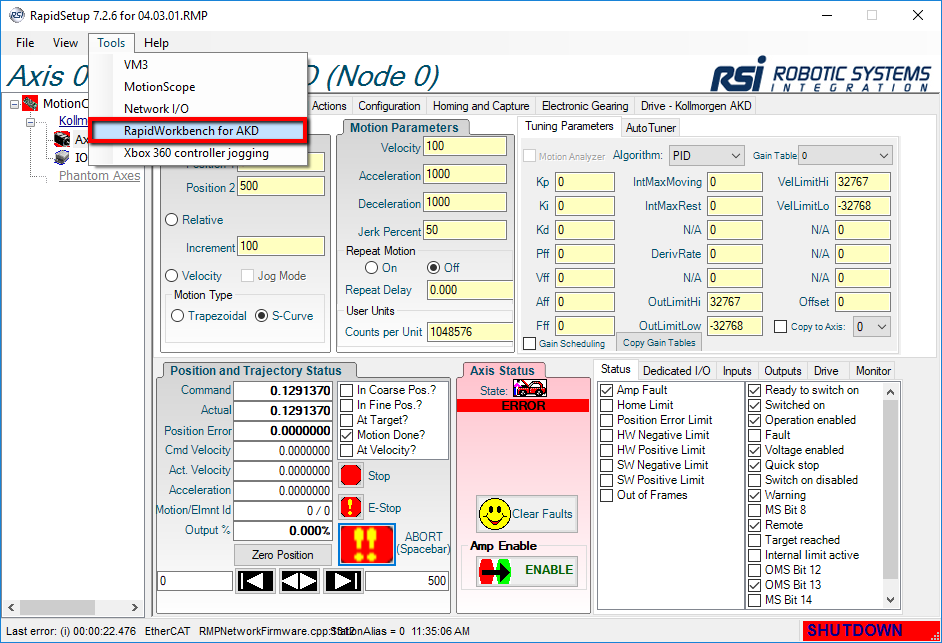 RSI RapidSetup 7.2.6 for 04.03.01.RMP
File View Tools Help
Axis 0 D (Node 0)
RSI ROBOTIC SYSTEMS
INTEGRATION
VM3
MotionScope
Network I/O
RapidWorkbench for AKD
Xbox 360 controller jogging
MotionC
Kollm
Ax
IO
Phantom Axes
Actions Configuration Homing and Capture Electronic Gearing Drive - Kollmorgen AKD
Position 2 500
Relative
Increment 100
Velocity Jog Mode
Motion Type
Trapezoidal S-Curve
Motion Parameters
Velocity 100
Acceleration 1000
Deceleration 1000
Jerk Percent 50
Repeat Motion
On Off
Repeat Delay 0.000
User Units
Counts per Unit 1048576
Tuning Parameters AutoTuner
Motion Analyzer Algorithm: PID Gain Table 0
Kp 0 IntMaxMoving 0 VelLimitHi 32767
Ki 0 IntMaxRest 0 VelLimitLo -32768
Kd 0 N/A 0 N/A 0
Pff 0 DerivRate 0 N/A 0
Vff 0 N/A 0 N/A 0
Aff 0 OutLimitHi 32767 Offset 0
Fff 0 OutLimitLow -32768 Copy to Axis: 0
Gain Scheduling Copy Gain Tables
Position and Trajectory Status
Command 0.1291370
Actual 0.1291370
Position Error 0.0000000
Cmd Velocity 0.0000000
Act. Velocity 0.0000000
Acceleration 0.0000000
Motion/Elmnt Id 0 / 0
Output % 0.000%
Zero Position
0 500
In Coarse Pos.?
In Fine Pos.?
At Target?
Motion Done?
At Velocity?
Stop
E-Stop
ABORT
(Spacebar)
Axis Status
State:
ERROR
Clear Faults
Amp Enable
ENABLE
Status Dedicated I/O Inputs Outputs Drive Monitor
Amp Fault
Home Limit
Position Error Limit
HW Negative Limit
HW Positive Limit
SW Negative Limit
SW Positive Limit
Out of Frames
Ready to switch on
Switched on
Operation enabled
Fault
Voltage enabled
Quick stop
Switch on disabled
Warning
MS Bit 8
Remote
Target reached
Internal limit active
OMS Bit 12
OMS Bit 13
MS Bit 14
Last error: (i) 00:00:22.476 EtherCAT RMPNetworkFirmware.cpp: StationAlias = 0 11:35:06 AM
SHUTDOWN